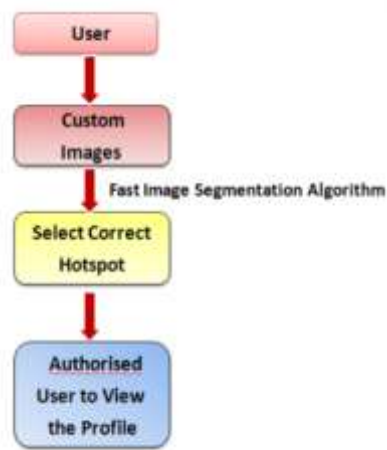 User
Custom
Images
Fast Image Segmentation Algorithm
Select Correct
Hotspot
Authorised
User to View
the Profile